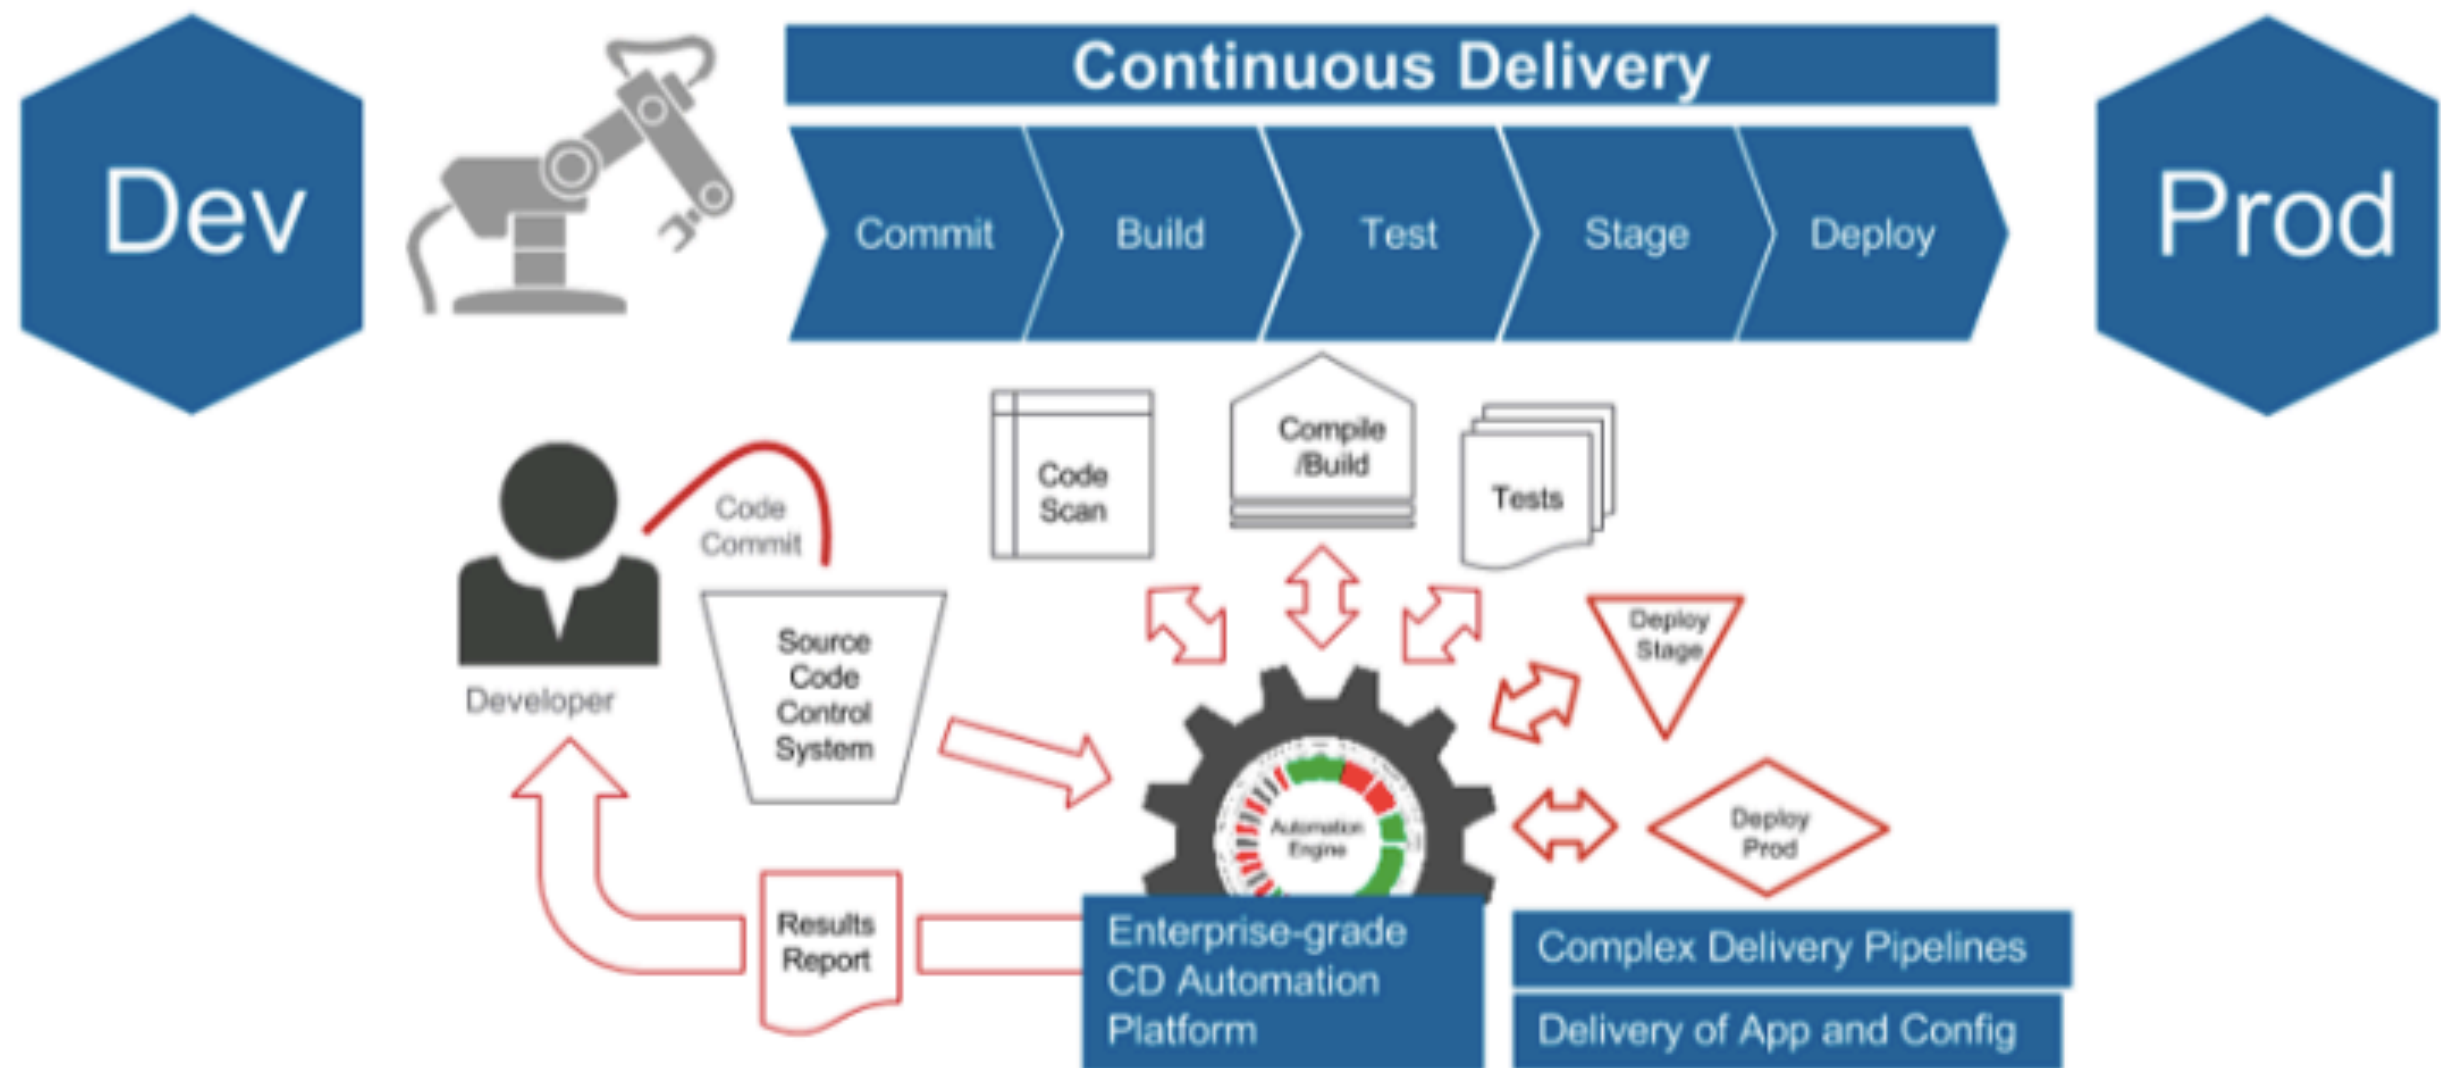 Continuous Delivery
Dev
Commit
Build
Test
Stage
Deploy
Prod
Code
Scan
Compile
/Build
Tests
Code
Commit
Developer
Source
Code
Control
System
Deploy
Stage
Automation
Engine
Deploy
Prod
Results
Report
Enterprise-grade
CD Automation
Platform
Complex Delivery Pipelines
Delivery of App and Config